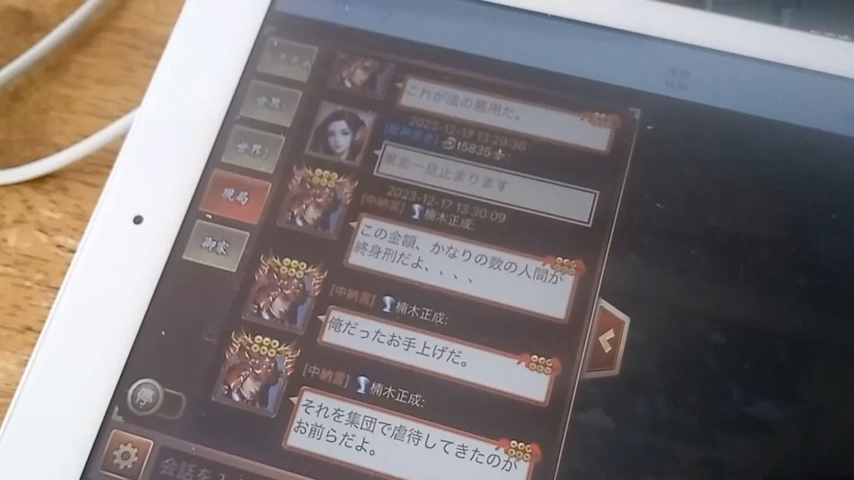 世界
これが法の悪用だ。
2023-12-17 13:29:36
t5835
世界
東北一旦止まります
2023-12-17 13:30:09
現局
[中納言] 楠木正成:
この金額、かなりの数の人間が
終身刑だよ、、、、
御家
[中納言] 楠木正成:
俺だったお手上げだ。
[中納言] 楠木正成:
それを集団で虐待してきたのが
お前らだよ。
停